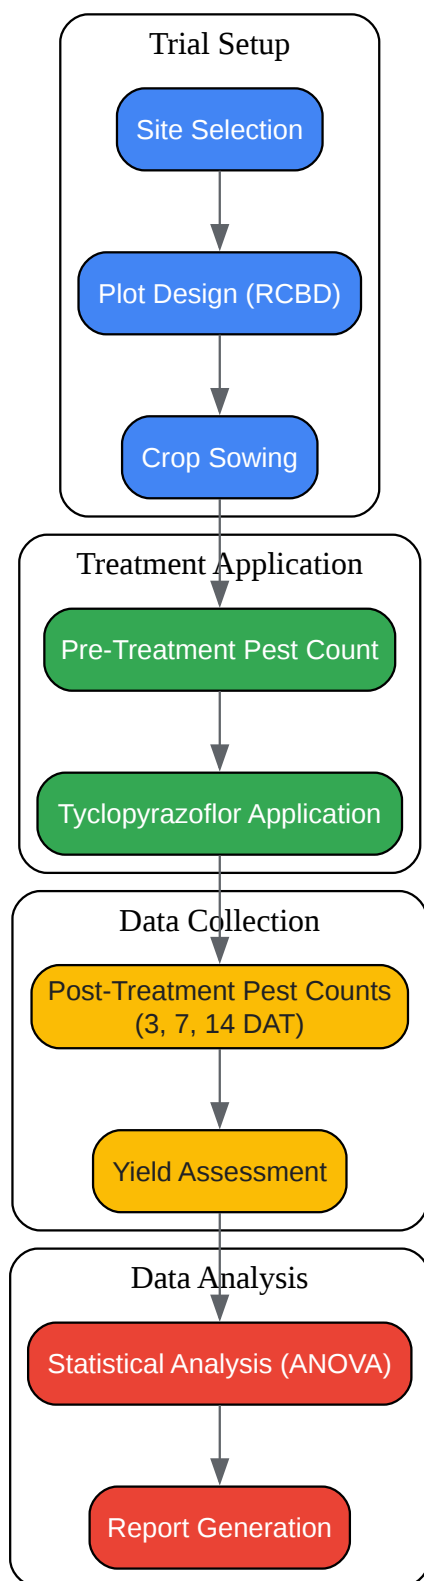 Trial Setup
Site Selection
Plot Design (RCBD)
Crop Sowing
Treatment Application
Pre-Treatment Pest Count
Tyclopyrazoflor Application
Data Collection
Post-Treatment Pest Counts
(3, 7, 14 DAT)
Yield Assessment
Data Analysis
Statistical Analysis (ANOVA)
Report Generation